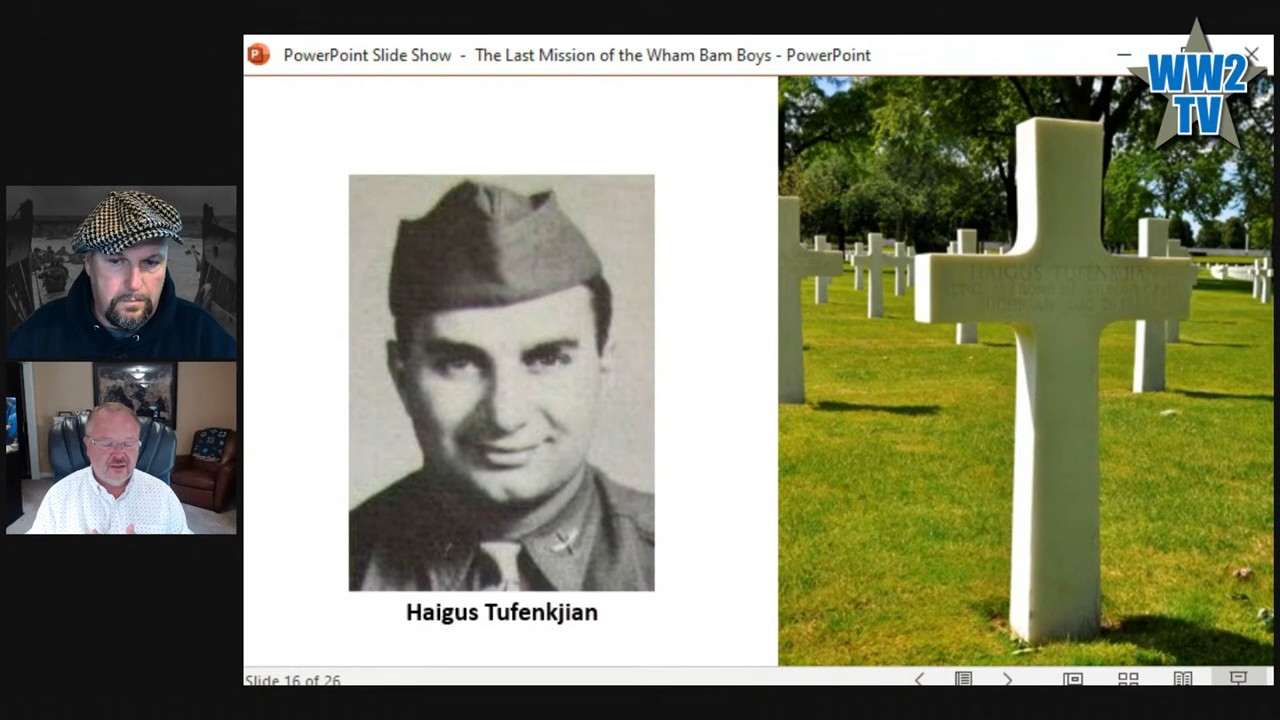 PowerPoint Slide Show - The Last Mission of the Wham Bam Boys - PowerPoint
WW2
TV
HAIGUS TUFENKJIAN
Haigus Tufenkjian
Slide 16 of 26